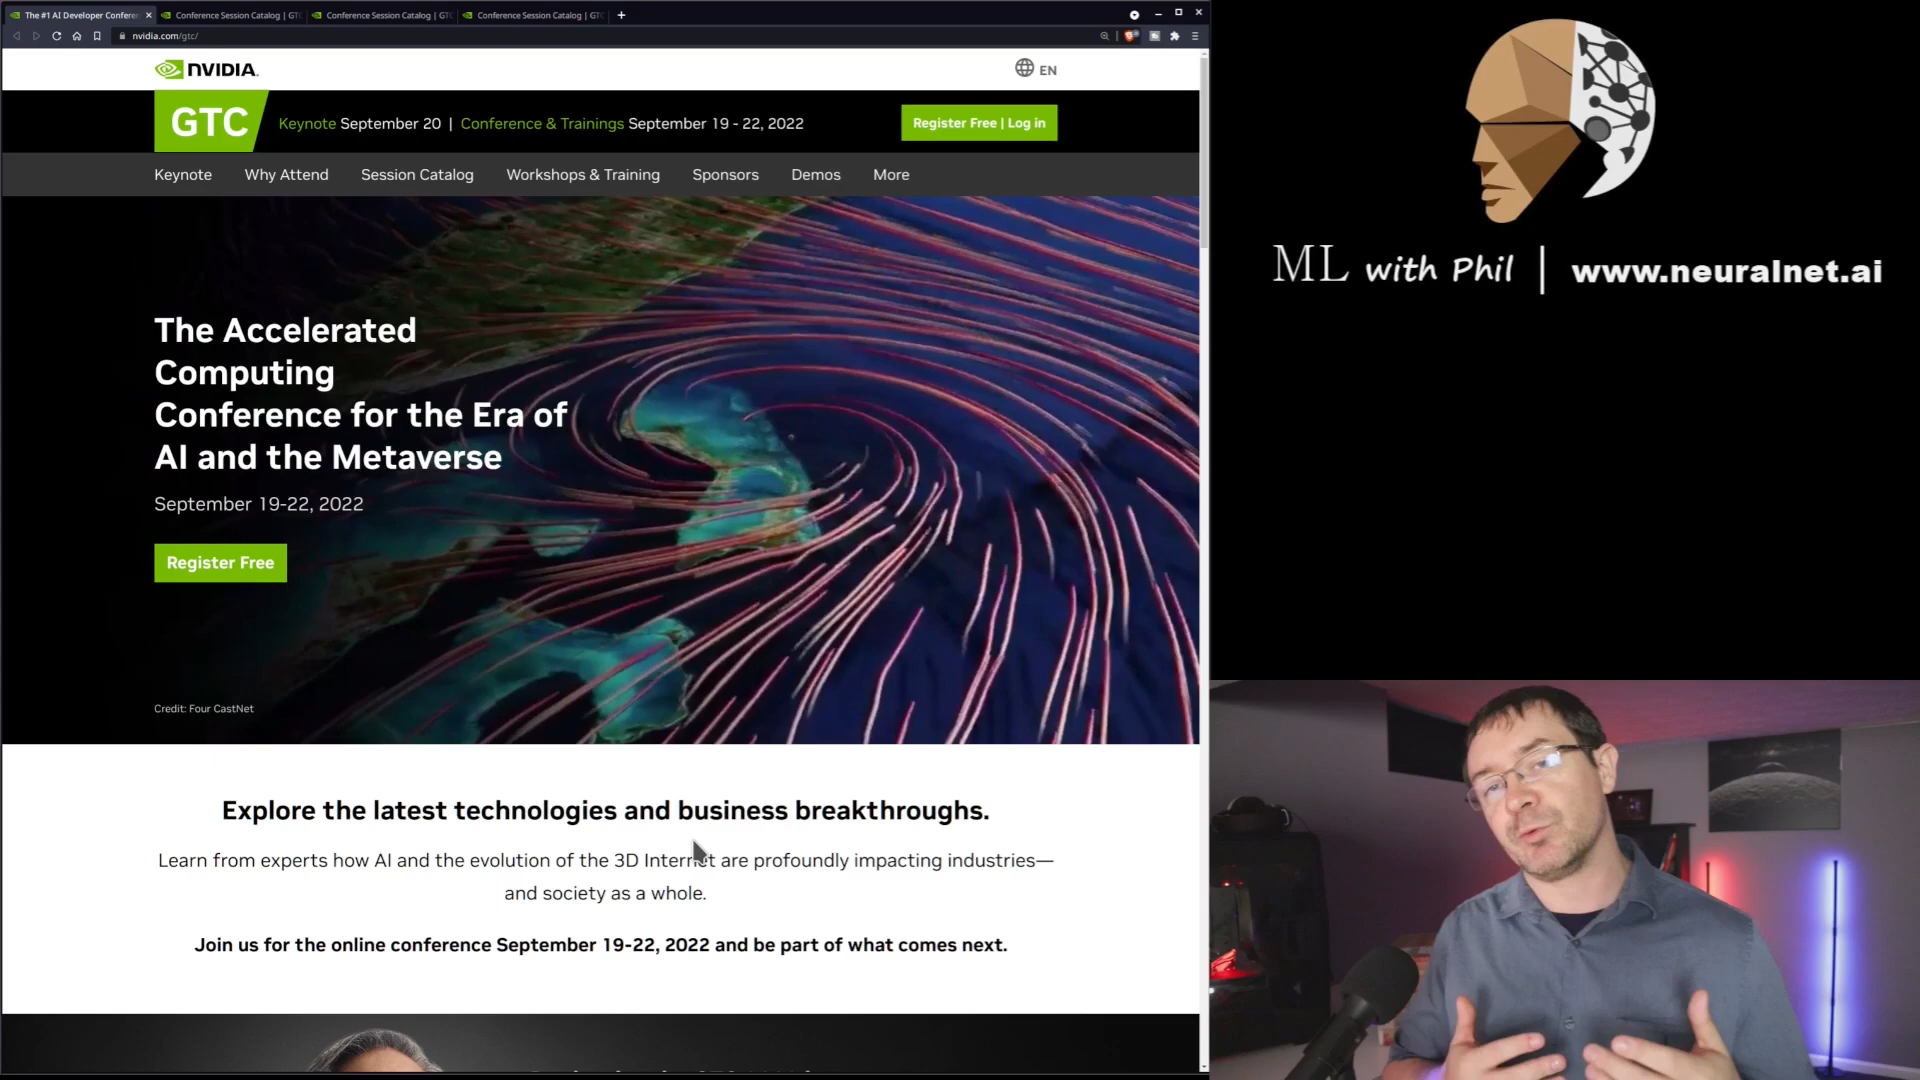 The #1 AI Developer Conferen
Conference Session Catalog | GTC
Conference Session Catalog | GTC
Conference Session Catalog | GTC
nvidia.com/gtc/
NVIDIA.
EN
GTC
Keynote September 20 | Conference & Trainings September 19 - 22, 2022
Register Free | Log in
Keynote
Why Attend
Session Catalog
Workshops & Training
Sponsors
Demos
More
The Accelerated
Computing
Conference for the Era of
AI and the Metaverse
September 19-22, 2022
Register Free
Credit: Four CastNet
Explore the latest technologies and business breakthroughs.
Learn from experts how AI and the evolution of the 3D Internet are profoundly impacting industries—
and society as a whole.
Join us for the online conference September 19-22, 2022 and be part of what comes next.
ML with Phil | www.neuralnet.ai